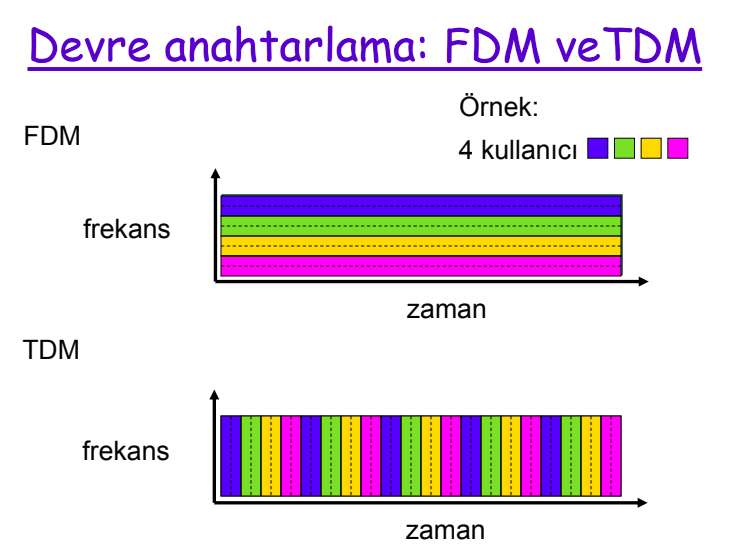 Devre anahtarlama: FDM veTDM
Örnek:
FDM
4 kullanıcı
frekans
zaman
TDM
frekans
zaman